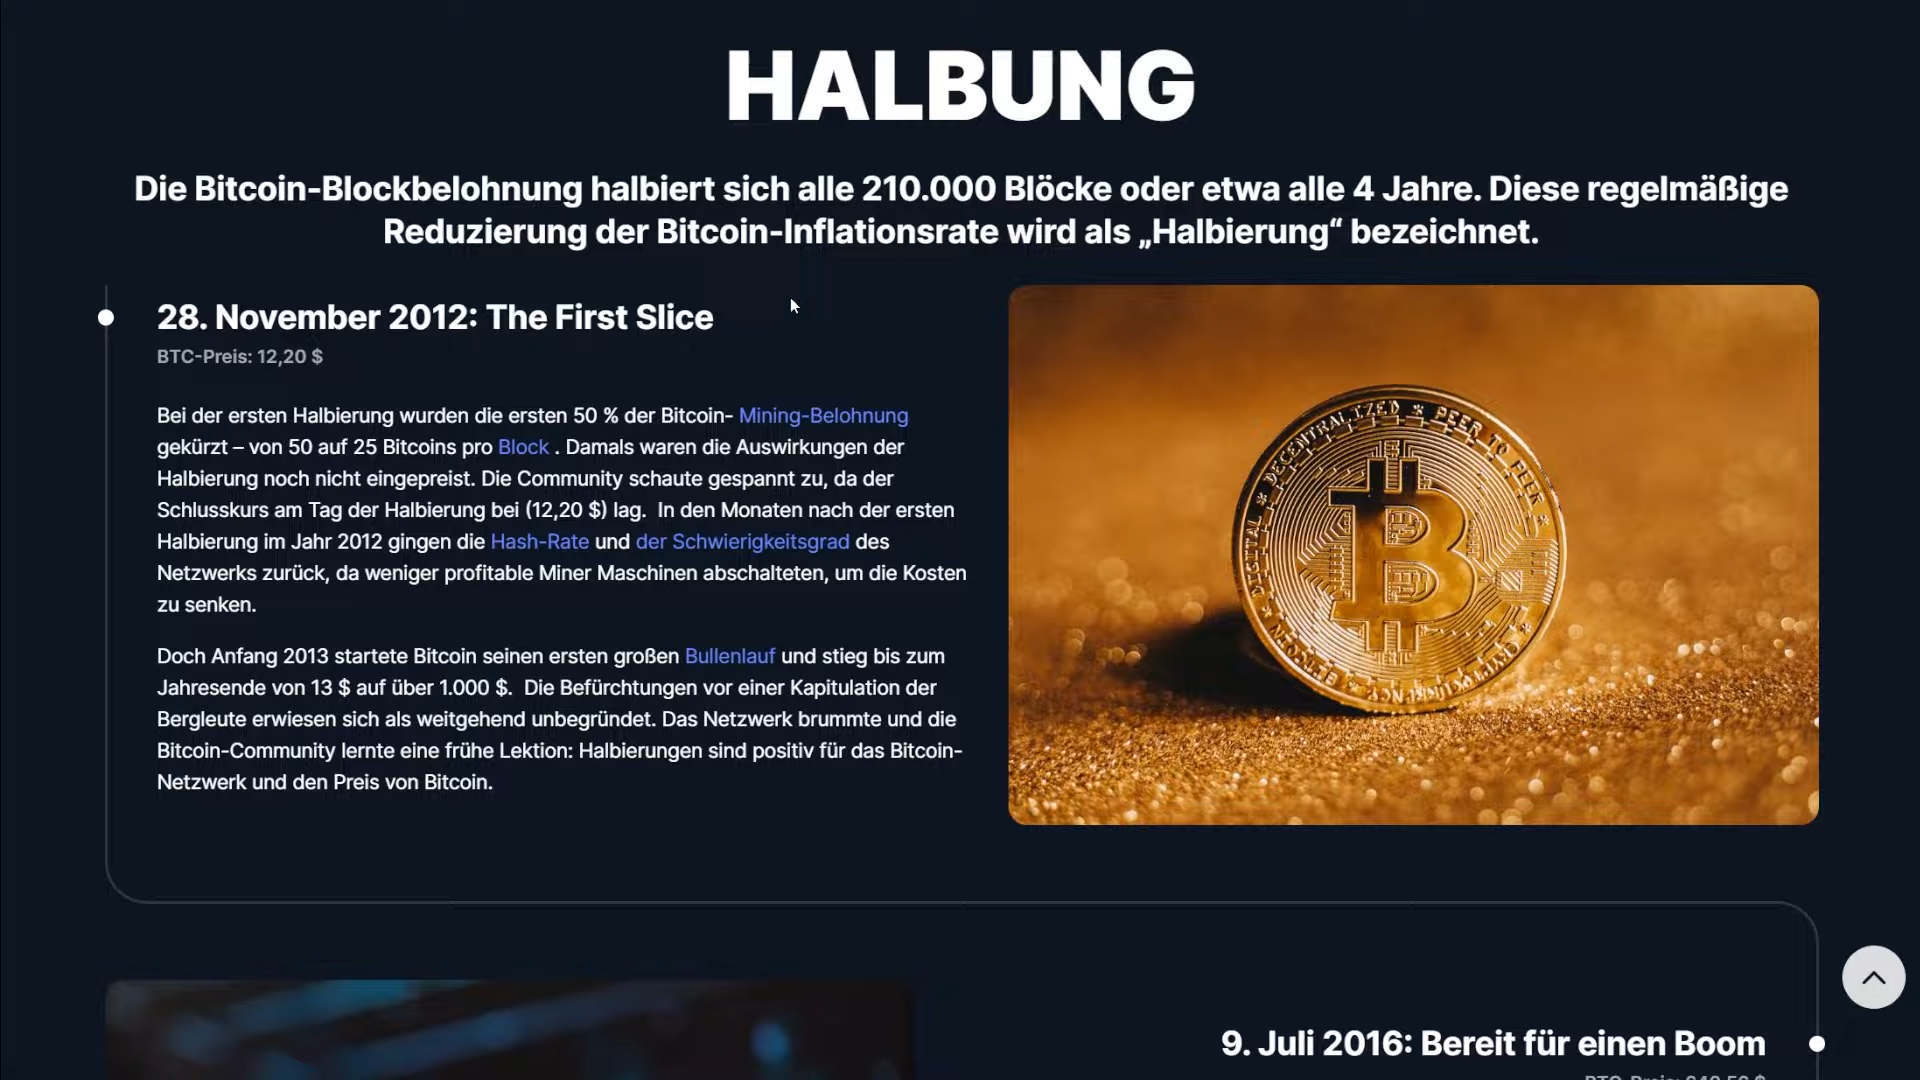 HALBUNG
Die Bitcoin-Blockbelohnung halbiert sich alle 210.000 Blöcke oder etwa alle 4 Jahre. Diese regelmäßige
Reduzierung der Bitcoin-Inflationsrate wird als „Halbierung“ bezeichnet.
28. November 2012: The First Slice
BTC-Preis: 12,20 $
Bei der ersten Halbierung wurden die ersten 50 % der Bitcoin- Mining-Belohnung
gekürzt – von 50 auf 25 Bitcoins pro Block . Damals waren die Auswirkungen der
Halbierung noch nicht eingepreist. Die Community schaute gespannt zu, da der
Schlusskurs am Tag der Halbierung bei (12,20 $) lag.  In den Monaten nach der ersten
Halbierung im Jahr 2012 gingen die Hash-Rate und der Schwierigkeitsgrad des
Netzwerks zurück, da weniger profitable Miner Maschinen abschalteten, um die Kosten
zu senken.
Doch Anfang 2013 startete Bitcoin seinen ersten großen Bullenlauf und stieg bis zum
Jahresende von 13 $ auf über 1.000 $.  Die Befürchtungen vor einer Kapitulation der
Bergleute erwiesen sich als weitgehend unbegründet. Das Netzwerk brummte und die
Bitcoin-Community lernte eine frühe Lektion: Halbierungen sind positiv für das Bitcoin-
Netzwerk und den Preis von Bitcoin.
DIGITAL * DECENTRALIZED * PEER TO PEER *
9. Juli 2016: Bereit für einen Boom
BTC-Preis: